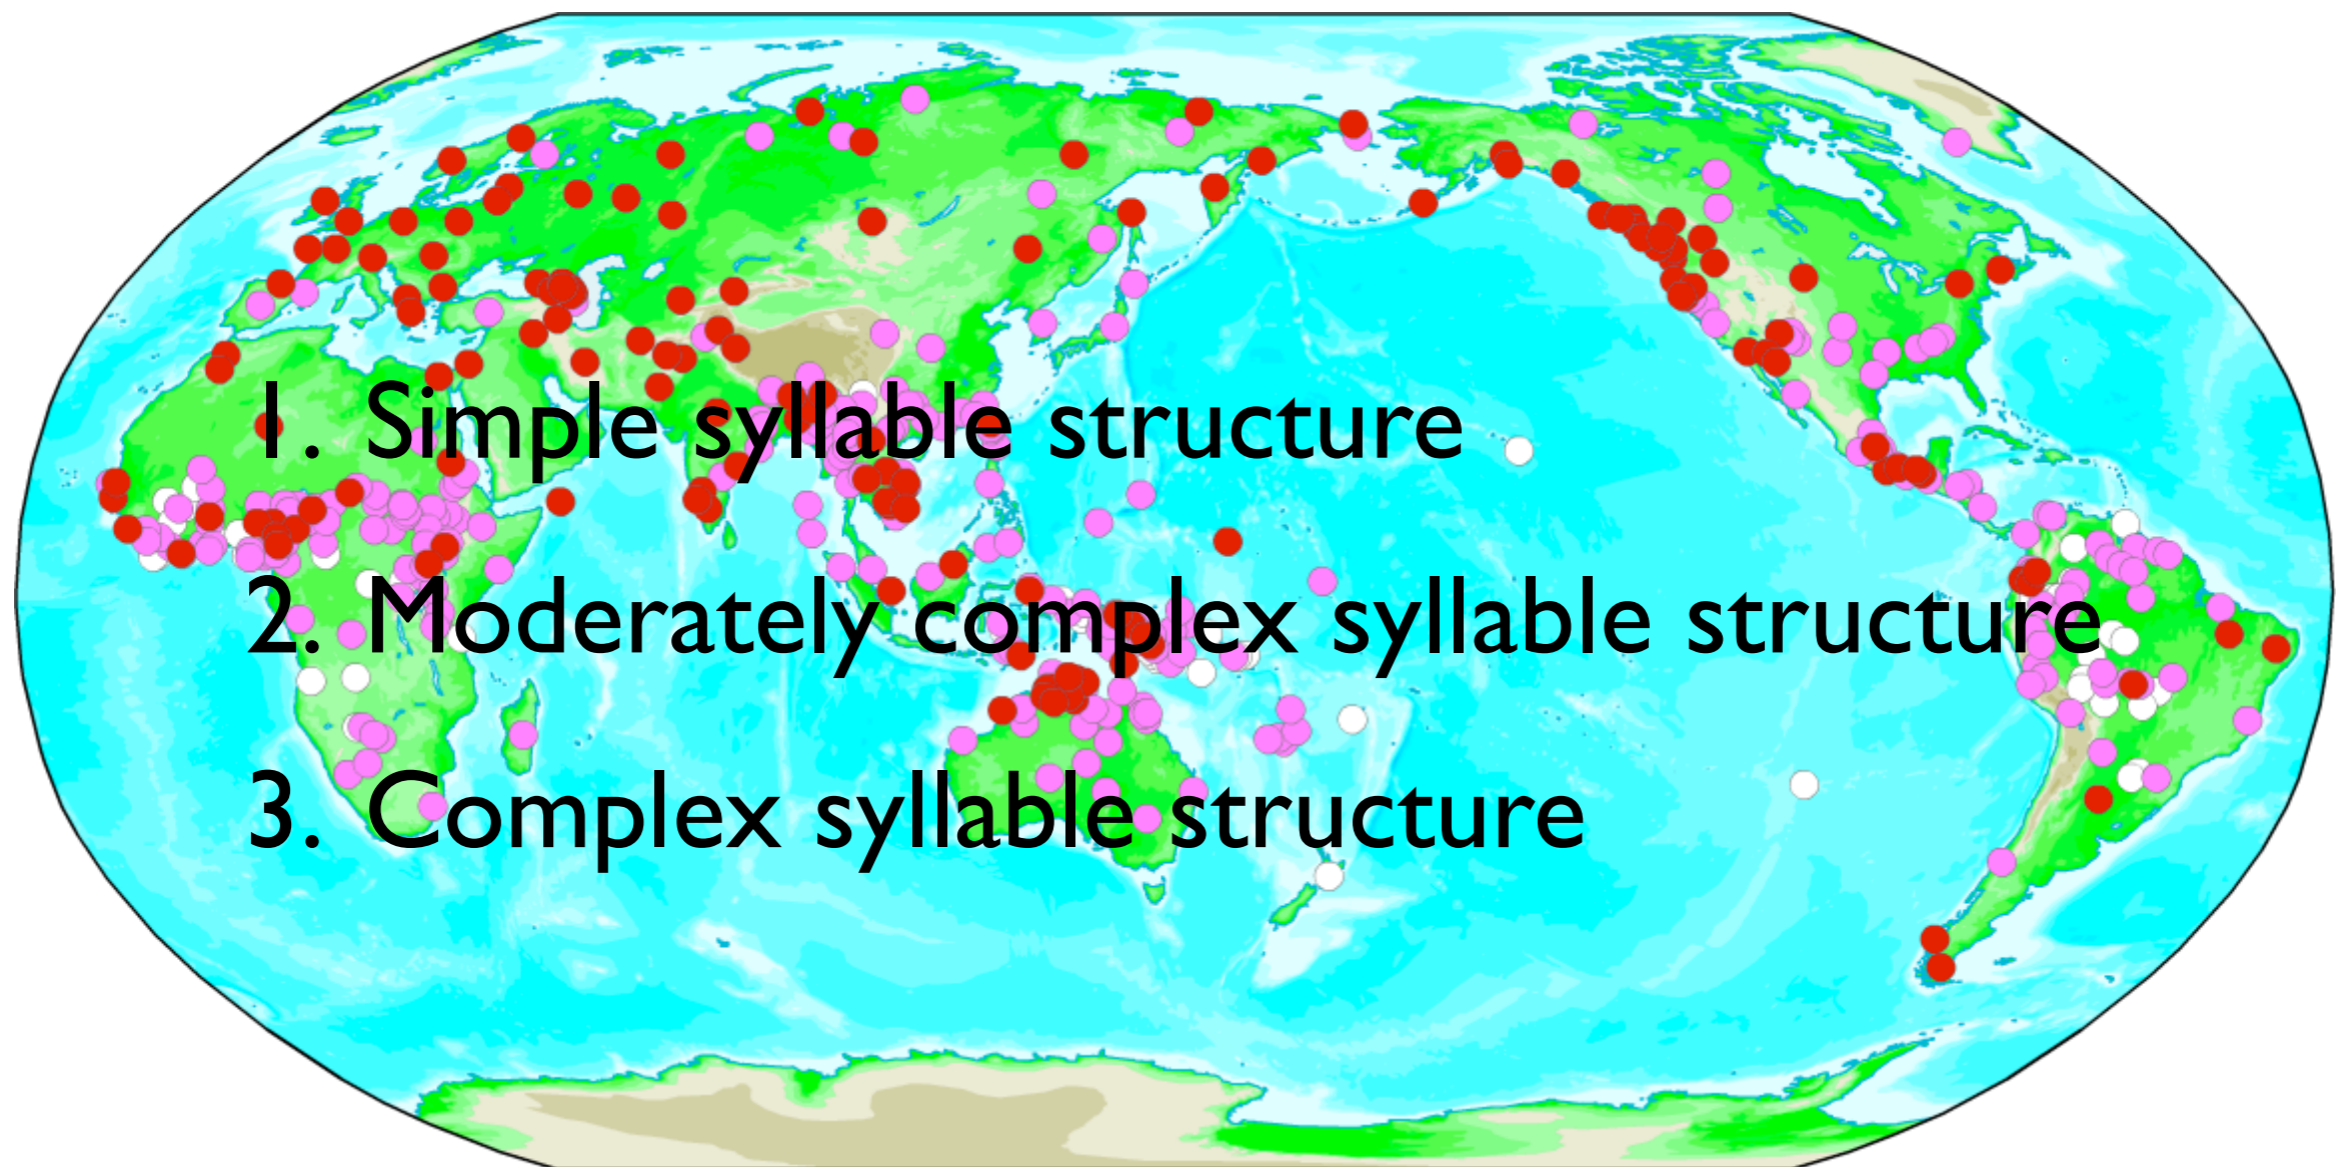 1. Simple syllable structure
2. Moderately complex syllable structure
3. Complex syllable structure